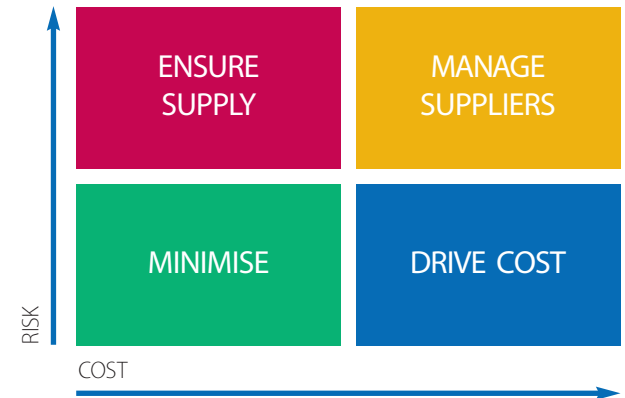 ENSURE
SUPPLY
MANAGE
SUPPLIERS
MINIMISE
DRIVE COST
RISK
COST